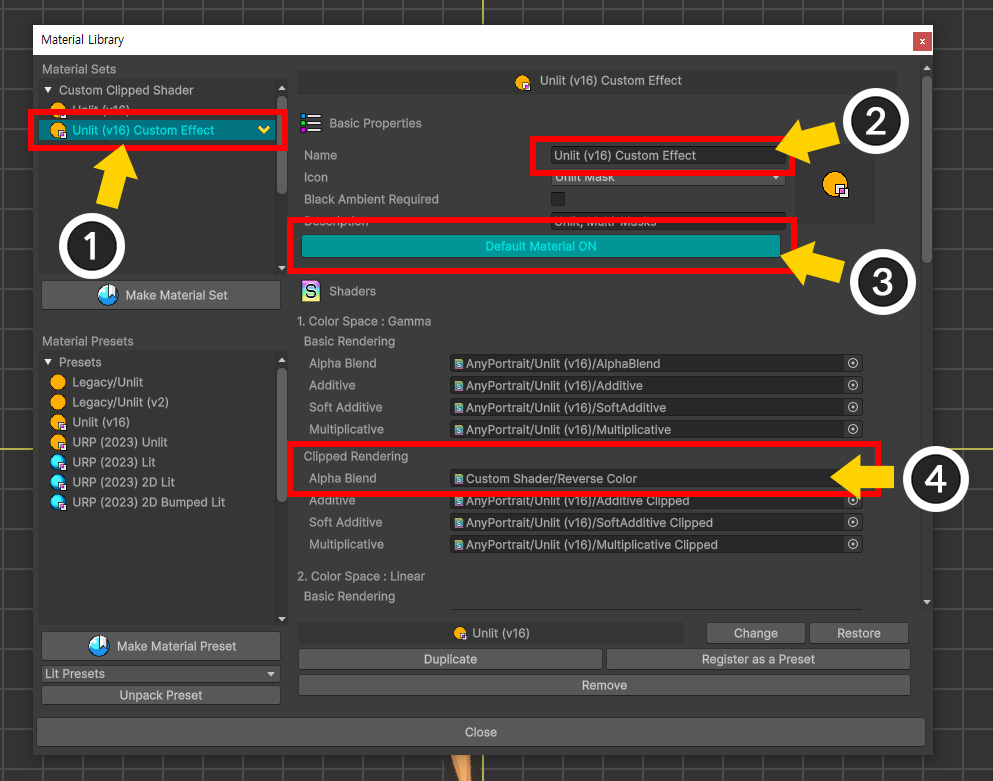 Material Library
x
Material Sets
Custom Clipped Shader
Unlit (v16)
Unlit (v16) Custom Effect
1
Make Material Set
Material Presets
Presets
Legacy/Unlit
Legacy/Unlit (v2)
Unlit (v16)
URP (2023) Unlit
URP (2023) Lit
URP (2023) 2D Lit
URP (2023) 2D Bumped Lit
Make Material Preset
Lit Presets
Unpack Preset
Unlit (v16) Custom Effect
Basic Properties
2
Name Unlit (v16) Custom Effect
Icon Unlit Mask
Black Ambient Required
Description Unlit, Multi-Masks
Default Material ON
3
S Shaders
1. Color Space : Gamma
Basic Rendering
Alpha Blend AnyPortrait/Unlit (v16)/AlphaBlend
Additive AnyPortrait/Unlit (v16)/Additive
Soft Additive AnyPortrait/Unlit (v16)/SoftAdditive
Multiplicative AnyPortrait/Unlit (v16)/Multiplicative
Clipped Rendering
Alpha Blend Custom Shader/Reverse Color
4
Additive AnyPortrait/Unlit (v16)/Additive Clipped
Soft Additive AnyPortrait/Unlit (v16)/SoftAdditive Clipped
Multiplicative AnyPortrait/Unlit (v16)/Multiplicative Clipped
2. Color Space : Linear
Basic Rendering
Unlit (v16) Change Restore
Duplicate Register as a Preset
Remove
Close